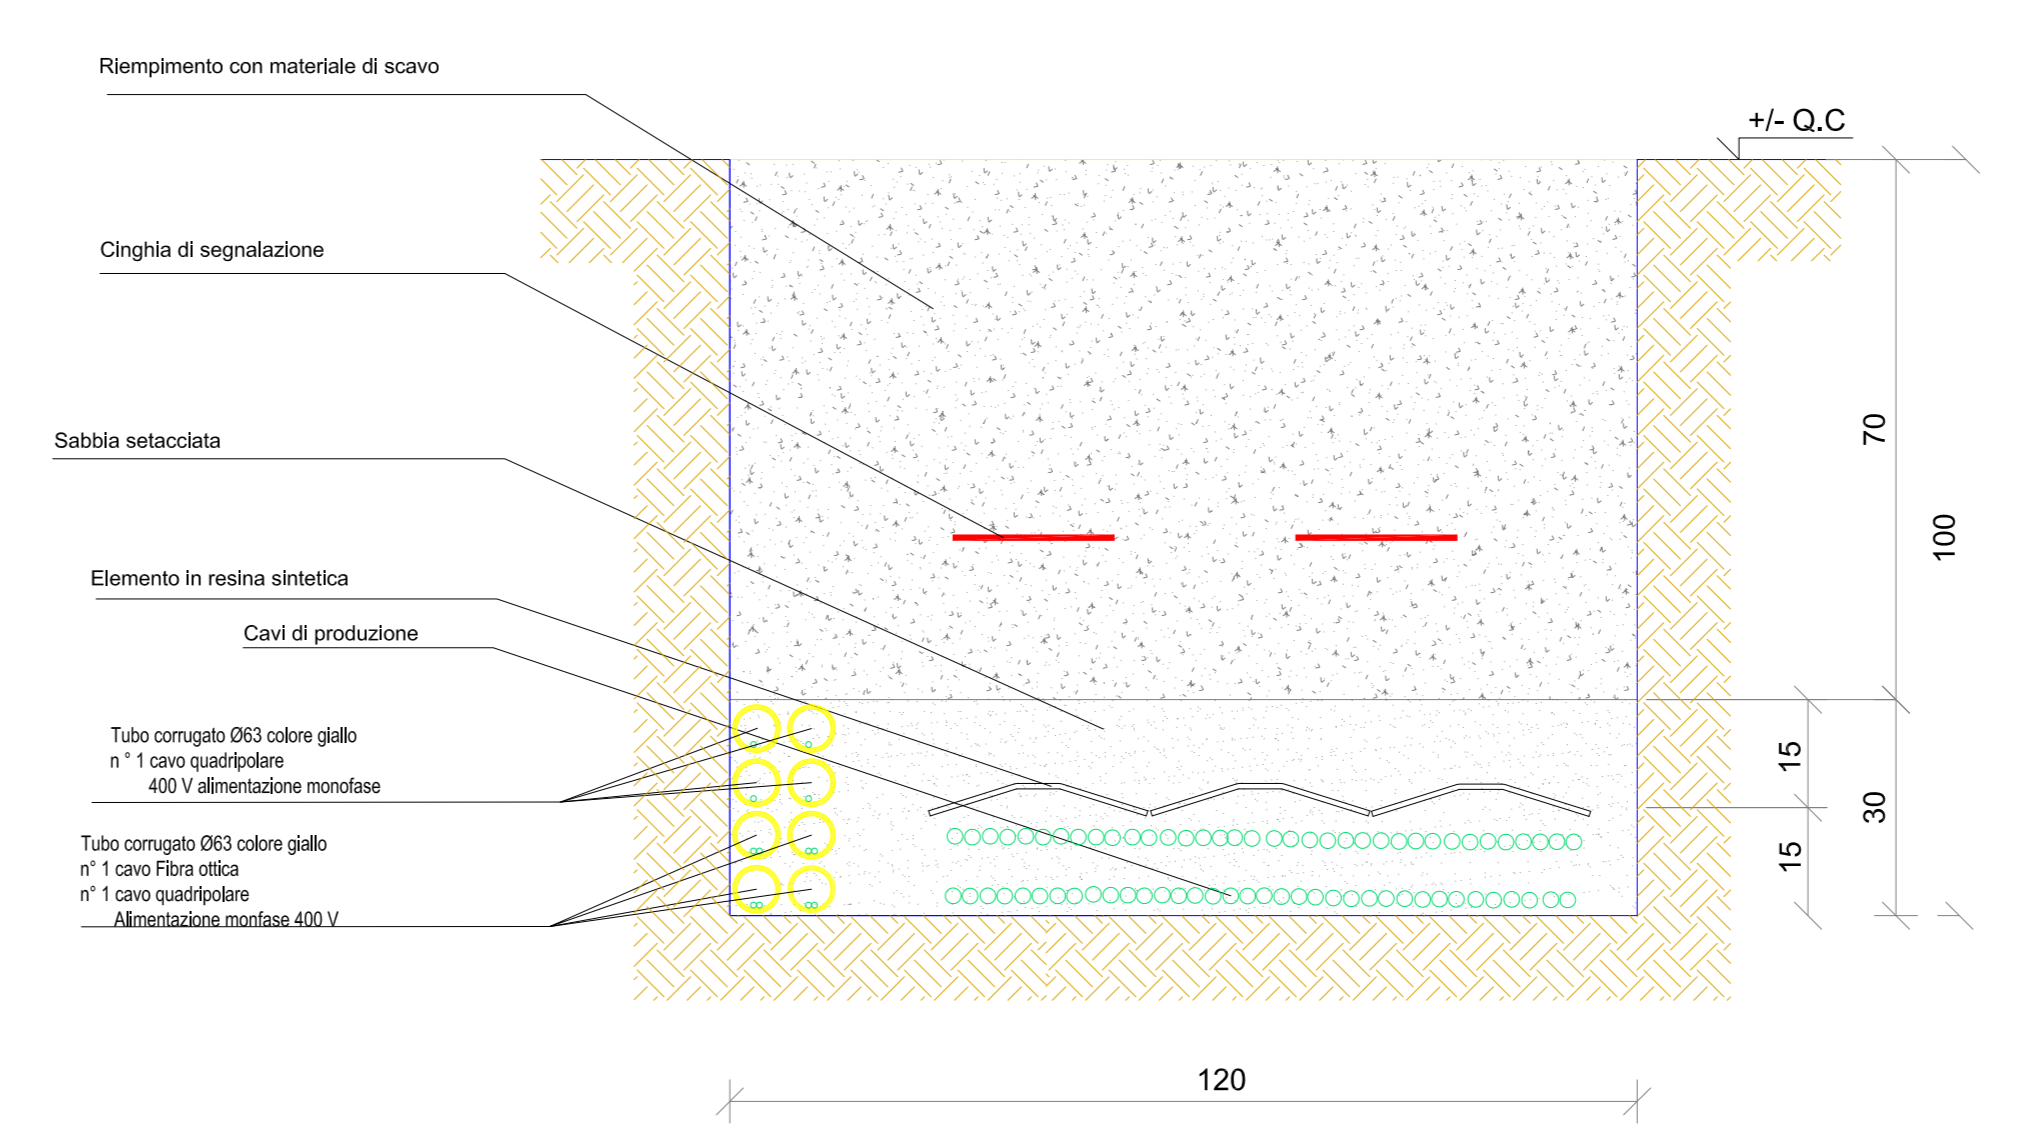 Riempimento con materiale di scavo
+/- Q.C
Cinghia di segnalazione
70
Sabbia setacciata
100
Elemento in resina sintetica
Cavi di produzione
Tubo corrugato Ø63 colore giallo
n ° 1 cavo quadripolare
400 V alimentazione monofase
15
30
Tubo corrugato Ø63 colore giallo
n° 1 cavo Fibra ottica
n° 1 cavo quadripolare
Alimentazione monfase 400 V
15
120